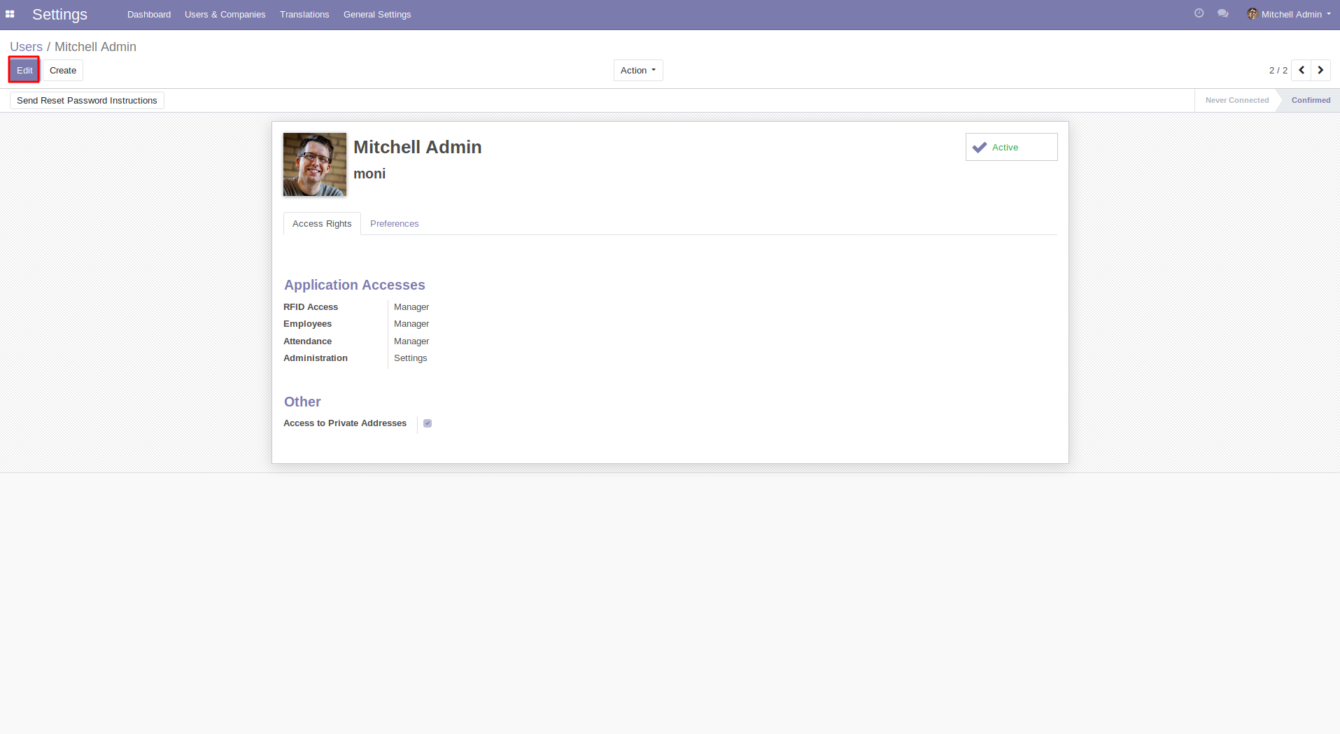 Settings Dashboard Users & Companies Translations General Settings Mitchell Admin
Users / Mitchell Admin
Edit Create Action 2 / 2
Send Reset Password Instructions Never Connected Confirmed
Mitchell Admin
Active
moni
Access Rights Preferences
Application Accesses
RFID Access Manager
Employees Manager
Attendance Manager
Administration Settings
Other
Access to Private Addresses